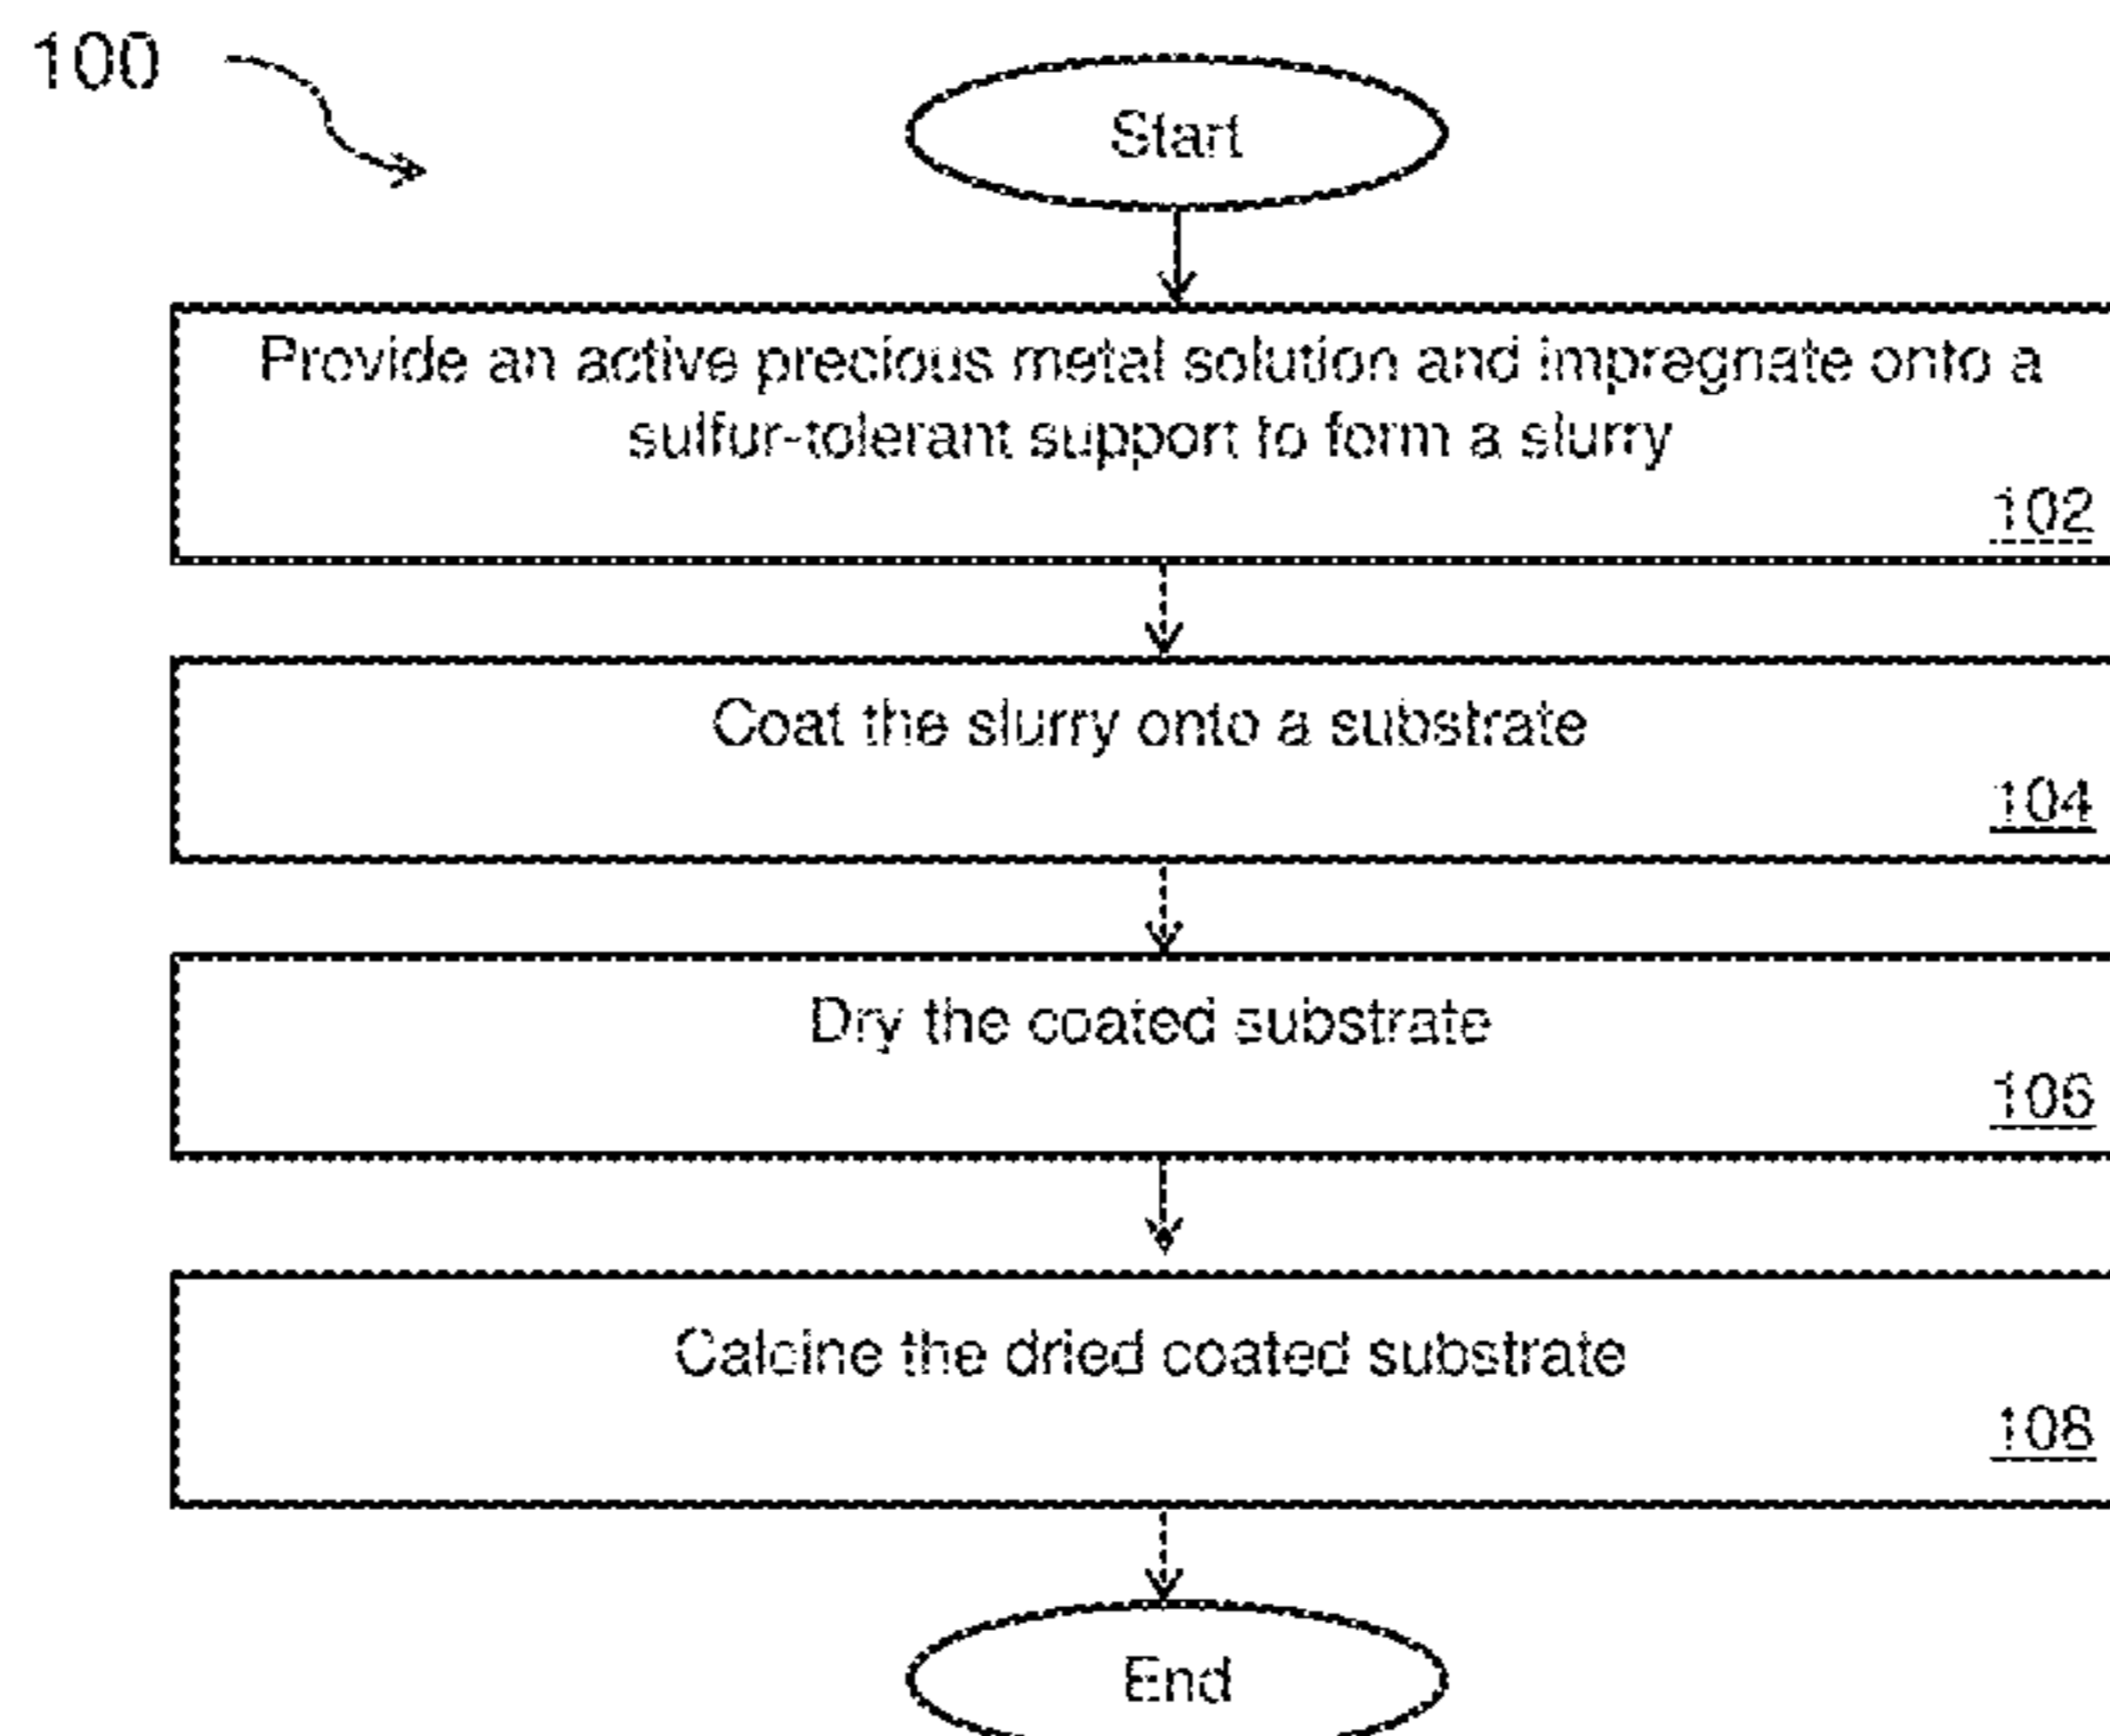 100
Start
Provide an active precious metal solution and impregnate onto a
sulfur-tolerant support to form a slurry
102
Coat the slurry onto a substrate
104
Dry the coated substrate
106
Calcine the dried coated substrate
108
End